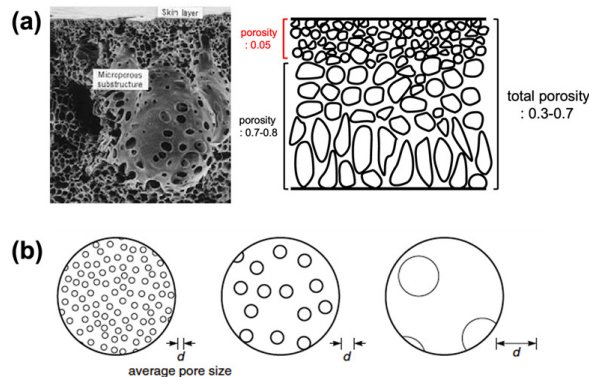 (a)
Skin layer
Microporous
substructure
porosity
: 0.05
porosity
: 0.7-0.8
total porosity
: 0.3-0.7
(b)
d
d
d
average pore size